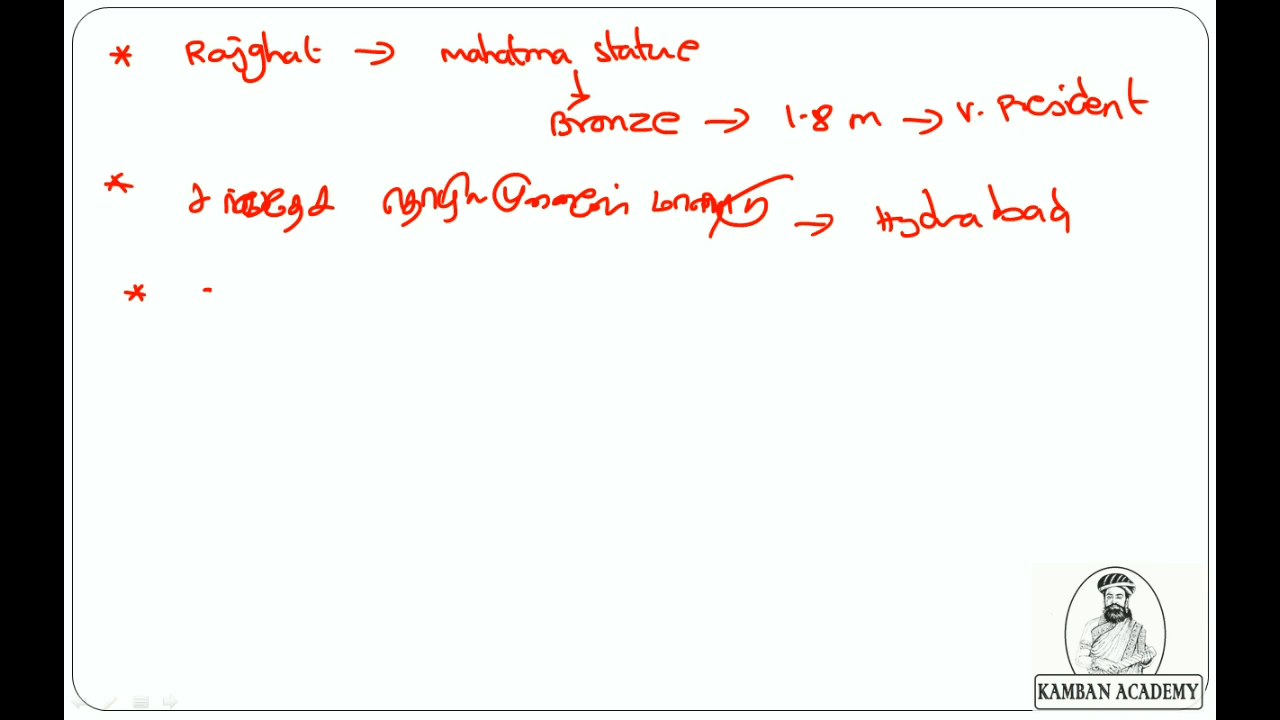 * Rajghat → mahatma statue
Bronze → 1.8 m → V. President
* → Hydrabad
*
KAMBAN ACADEMY